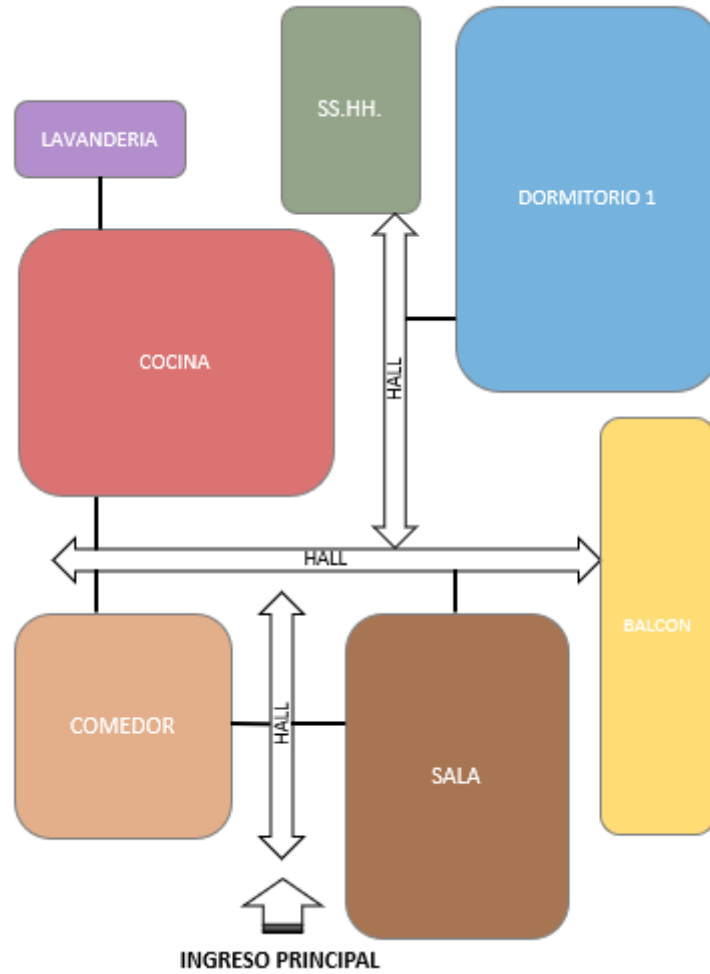 SS.HH.
LAVANDERIA
DORMITORIO 1
COCINA
HALL
HALL
BALCON
HALL
COMEDOR
SALA
INGRESO PRINCIPAL